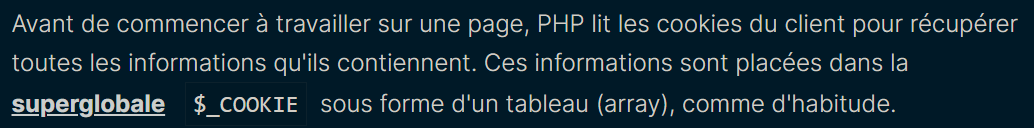 Avant de commencer à travailler sur une page, PHP lit les cookies du client pour récupérer
toutes les informations qu'ils contiennent. Ces informations sont placées dans la
superglobale $_COOKIE sous forme d'un tableau (array), comme d'habitude.